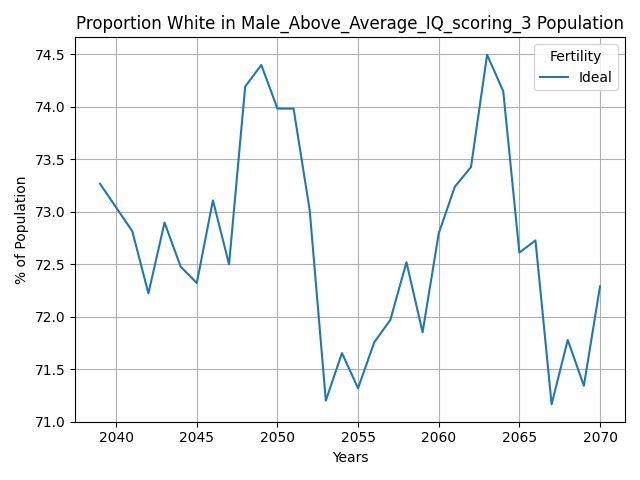 Proportion White in Male_Above_Average_IQ_scoring_3 Population
Fertility
Ideal
74.5
74.0
73.5
73.0
72.5
72.0
71.5
71.0
% of Population
2040 2045 2050 2055 2060 2065 2070
Years